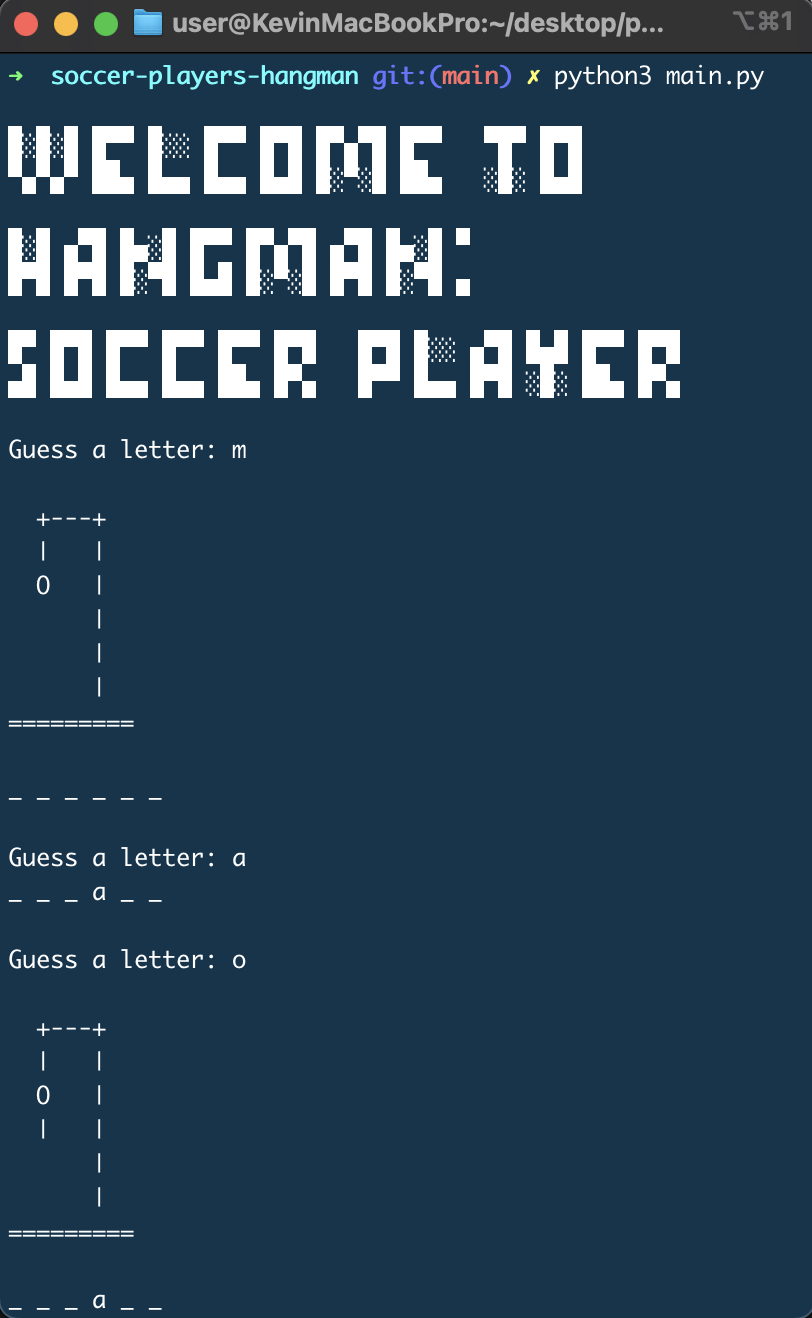 user@KevinMacBookPro:~/desktop/p... ⌥⌘1
→ soccer-players-hangman git:(main) ✗ python3 main.py
WELCOME TO
HANGMAN:
SOCCER PLAYER
Guess a letter: m
+---+
|   |
O   |
|
|
|
=========
_ _ _ _ _ _
Guess a letter: a
_ _ _ a _ _
Guess a letter: o
+---+
|   |
O   |
|   |
|
|
=========
_ _ _ a _ _